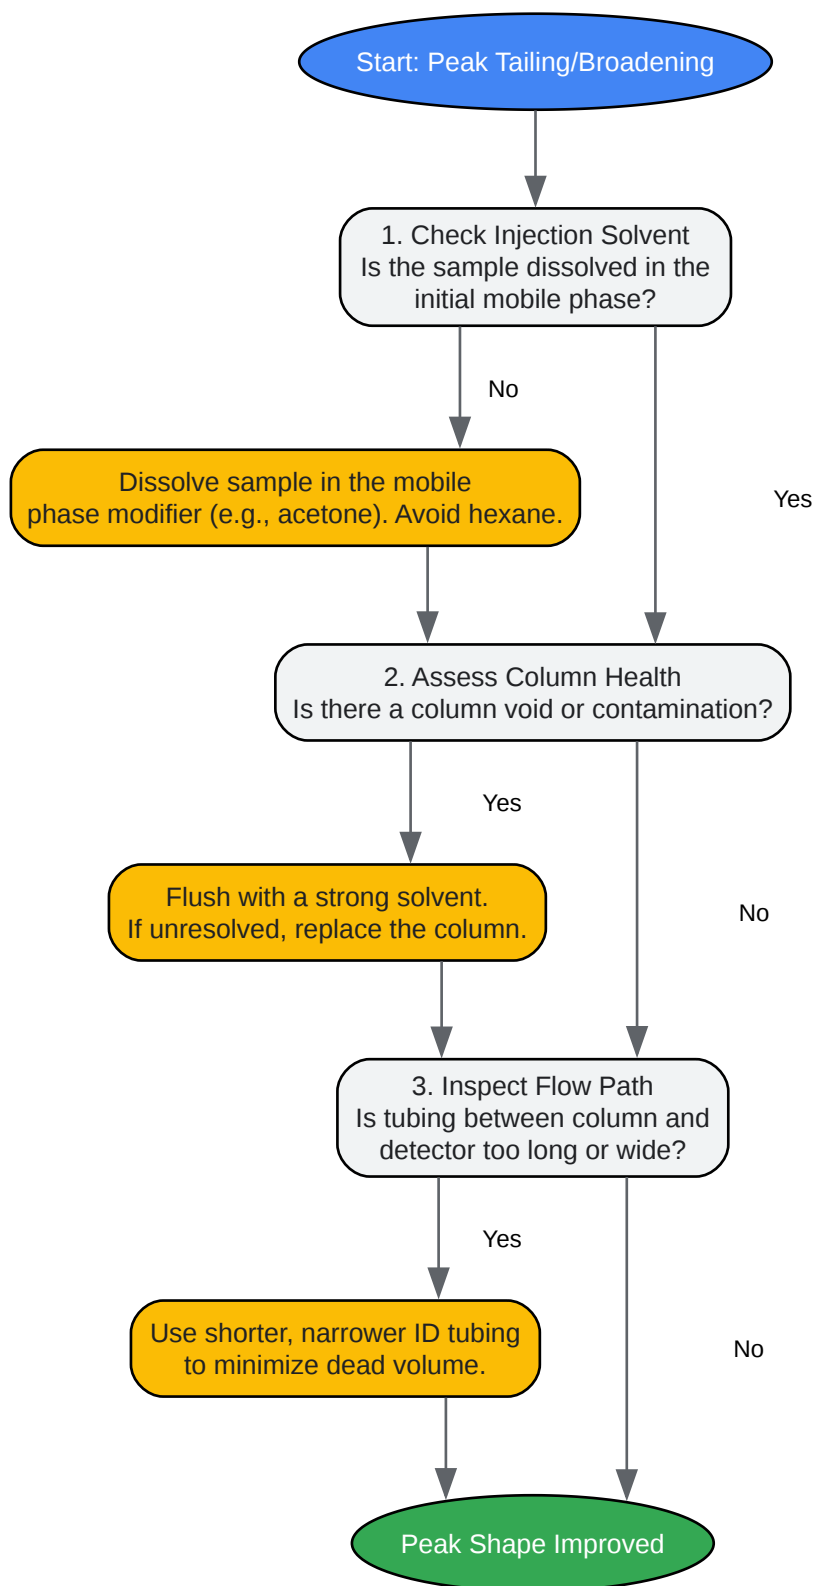 Start: Peak Tailing/Broadening
1. Check Injection Solvent
Is the sample dissolved in the
initial mobile phase?
No
Dissolve sample in the mobile
phase modifier (e.g., acetone). Avoid hexane.
Yes
2. Assess Column Health
Is there a column void or contamination?
Yes
Flush with a strong solvent.
If unresolved, replace the column.
No
3. Inspect Flow Path
Is tubing between column and
detector too long or wide?
Yes
Use shorter, narrower ID tubing
to minimize dead volume.
No
Peak Shape Improved